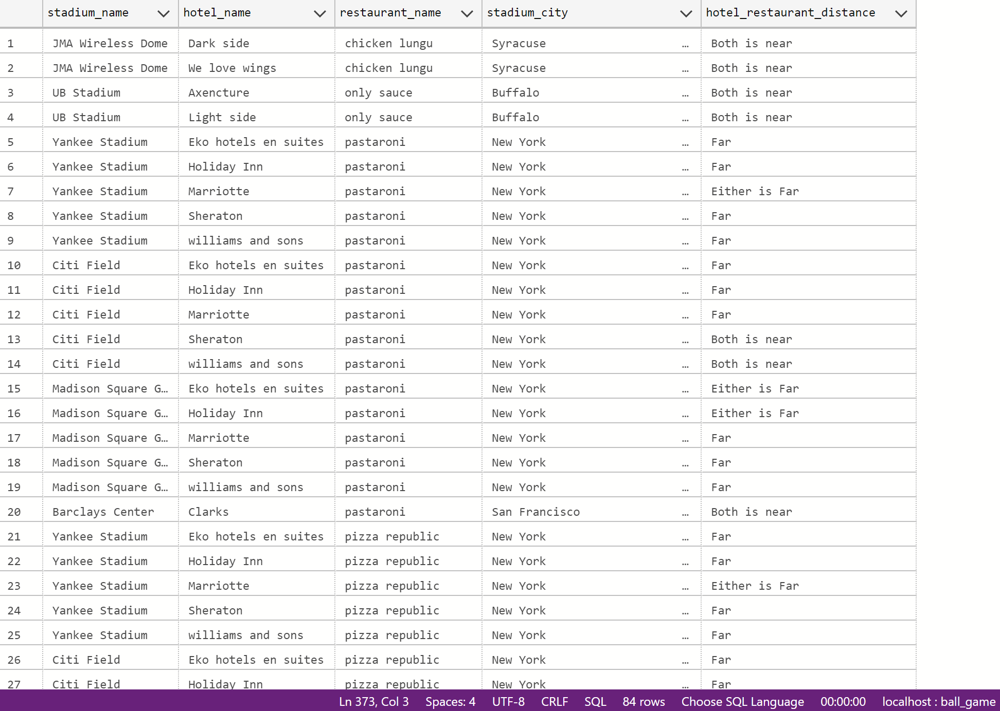 stadium_name hotel_name restaurant_name stadium_city hotel_restaurant_distance
1 JMA Wireless Dome Dark side chicken lungu Syracuse … Both is near
2 JMA Wireless Dome We love wings chicken lungu Syracuse … Both is near
3 UB Stadium Axencture only sauce Buffalo … Both is near
4 UB Stadium Light side only sauce Buffalo … Both is near
5 Yankee Stadium Eko hotels en suites pastaroni New York … Far
6 Yankee Stadium Holiday Inn pastaroni New York … Far
7 Yankee Stadium Marriotte pastaroni New York … Either is Far
8 Yankee Stadium Sheraton pastaroni New York … Far
9 Yankee Stadium williams and sons pastaroni New York … Far
10 Citi Field Eko hotels en suites pastaroni New York … Far
11 Citi Field Holiday Inn pastaroni New York … Far
12 Citi Field Marriotte pastaroni New York … Far
13 Citi Field Sheraton pastaroni New York … Both is near
14 Citi Field williams and sons pastaroni New York … Both is near
15 Madison Square G… Eko hotels en suites pastaroni New York … Either is Far
16 Madison Square G… Holiday Inn pastaroni New York … Either is Far
17 Madison Square G… Marriotte pastaroni New York … Far
18 Madison Square G… Sheraton pastaroni New York … Far
19 Madison Square G… williams and sons pastaroni New York … Far
20 Barclays Center Clarks pastaroni San Francisco … Both is near
21 Yankee Stadium Eko hotels en suites pizza republic New York … Far
22 Yankee Stadium Holiday Inn pizza republic New York … Far
23 Yankee Stadium Marriotte pizza republic New York … Either is Far
24 Yankee Stadium Sheraton pizza republic New York … Far
25 Yankee Stadium williams and sons pizza republic New York … Far
26 Citi Field Eko hotels en suites pizza republic New York … Far
27 Citi Field Holiday Inn pizza republic New York … Far
Ln 373, Col 3 Spaces: 4 UTF-8 CRLF SQL 84 rows Choose SQL Language 00:00:00 localhost : ball_game